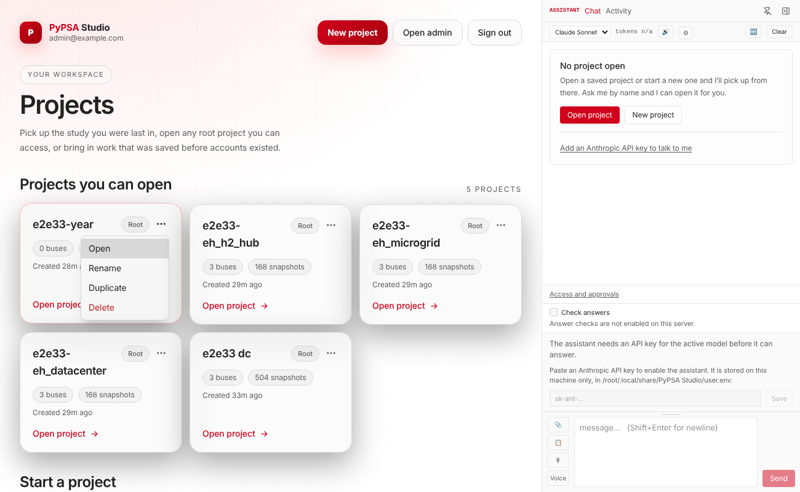 P
PyPSA Studio
admin@example.com
New project
Open admin
Sign out
YOUR WORKSPACE
Projects
Pick up the study you were last in, open any root project you can
access, or bring in work that was saved before accounts existed.
Projects you can open
5 PROJECTS
e2e33-year
Root
0 buses
Created 28m
Open
Open
Rename
Duplicate
Delete
e2e33-
eh_h2_hub
Root
3 buses
168 snapshots
Created 29m ago
Open project →
e2e33-
eh_microgrid
Root
3 buses
168 snapshots
Created 29m ago
Open project →
e2e33-
eh_datacenter
Root
3 buses
168 snapshots
Created 29m ago
Open project →
e2e33 dc
Root
3 buses
504 snapshots
Created 33m ago
Open project →
Start a project
ASSISTANT
Chat
Activity
Claude Sonnet
tokens n/a
Clear
No project open
Open a saved project or start a new one and I'll pick up from
there. Ask me by name and I can open it for you.
Open project
New project
Add an Anthropic API key to talk to me
Access and approvals
Check answers
Answer checks are not enabled on this server.
The assistant needs an API key for the active model before it can
answer.
Paste an Anthropic API key to enable the assistant. It is stored on this
machine only, in /root/.local/share/PyPSA Studio/user.env.
sk-ant-...
Save
message... (Shift+Enter for newline)
Voice
Send